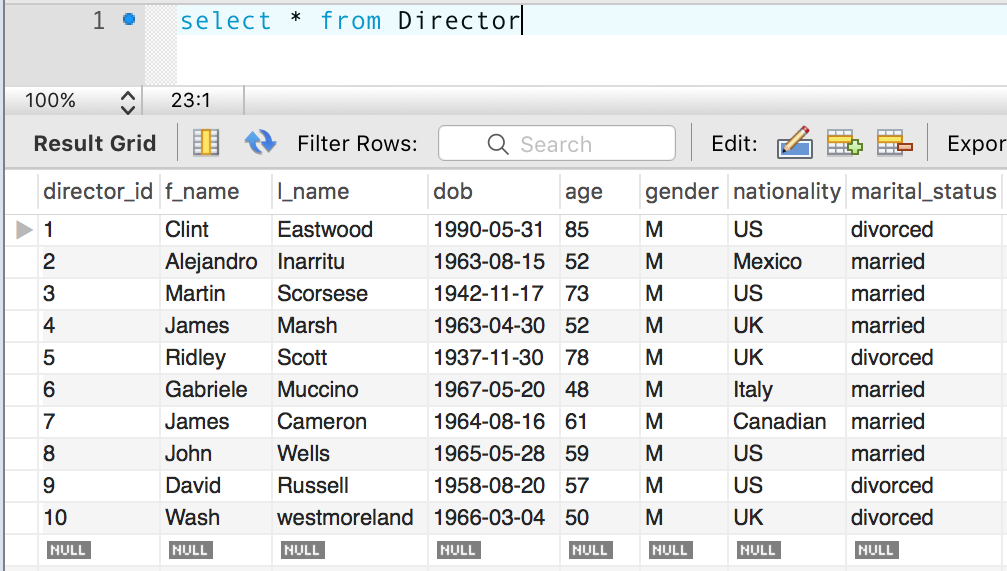 1 select * from Director
100% 23:1
Result Grid Filter Rows: Search Edit: Expor
director_id f_name l_name dob age gender nationality marital_status
1 Clint Eastwood 1990-05-31 85 M US divorced
2 Alejandro Inarritu 1963-08-15 52 M Mexico married
3 Martin Scorsese 1942-11-17 73 M US married
4 James Marsh 1963-04-30 52 M UK married
5 Ridley Scott 1937-11-30 78 M UK divorced
6 Gabriele Muccino 1967-05-20 48 M Italy married
7 James Cameron 1964-08-16 61 M Canadian married
8 John Wells 1965-05-28 59 M US married
9 David Russell 1958-08-20 57 M US divorced
10 Wash westmoreland 1966-03-04 50 M UK divorced
NULL NULL NULL NULL NULL NULL NULL NULL